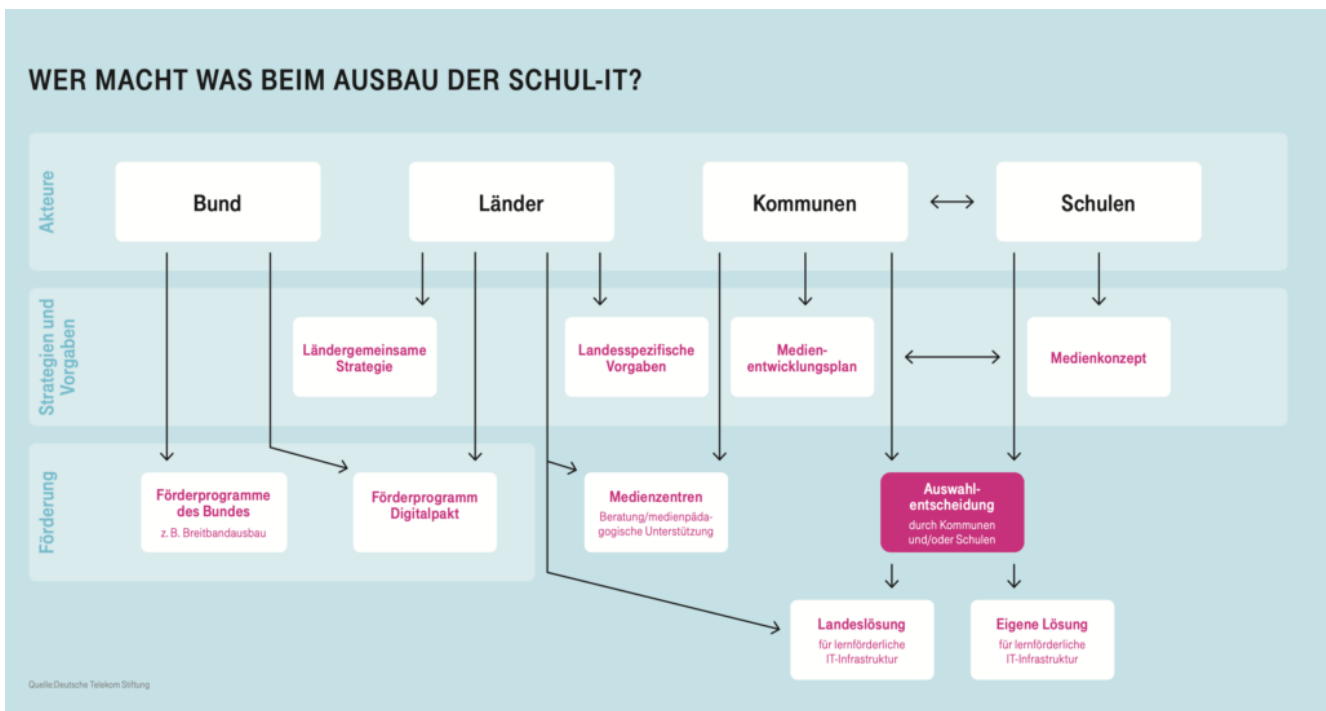 WER MACHT WAS BEIM AUSBAU DER SCHUL-IT?
Akteure
Bund
Länder
Kommunen
Schulen
Strategien und
Vorgaben
Ländergemeinsame
Strategie
Landesspezifische
Vorgaben
Medien-
entwicklungsplan
Medienkonzept
Förderung
Förderprogramme
des Bundes
z. B. Breitbandausbau
Förderprogramm
Digitalpakt
Medienzentren
Beratung/medienpäda-
gogische Unterstützung
Auswahl-
entscheidung
durch Kommunen
und/oder Schulen
Landeslösung
für lernförderliche
IT-Infrastruktur
Eigene Lösung
für lernförderliche
IT-Infrastruktur
Quelle:Deutsche Telekom Stiftung